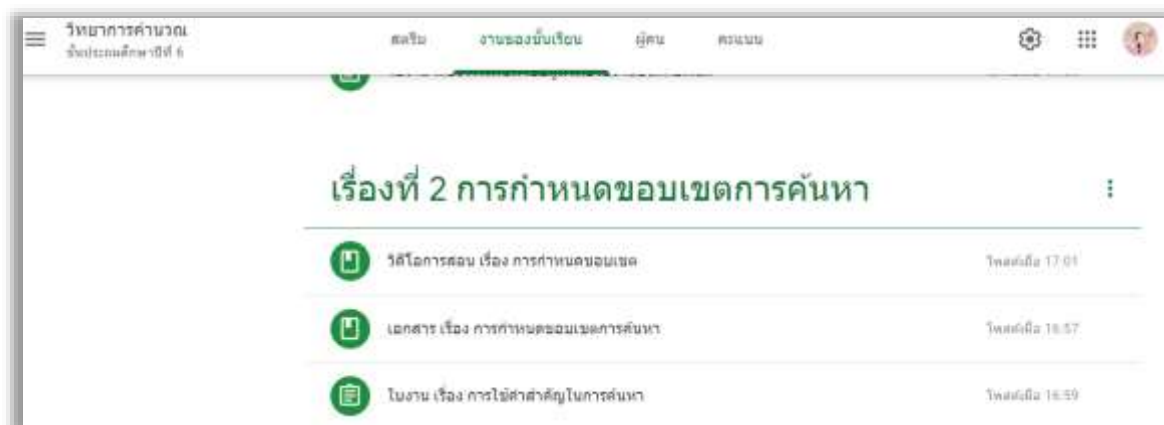 วิทยาการคำนวณ
ชั้นประถมศึกษาปีที่ 6
สตรีม งานของชั้นเรียน ผู้คน คะแนน
เรื่องที่ 2 การกำหนดขอบเขตการค้นหา
วิดีโอการสอน เรื่อง การกำหนดขอบเขต โพสต์เมื่อ 17:01
เอกสาร เรื่อง การกำหนดขอบเขตการค้นหา โพสต์เมื่อ 16:57
ใบงาน เรื่อง การใช้คำสำคัญในการค้นหา โพสต์เมื่อ 16:59